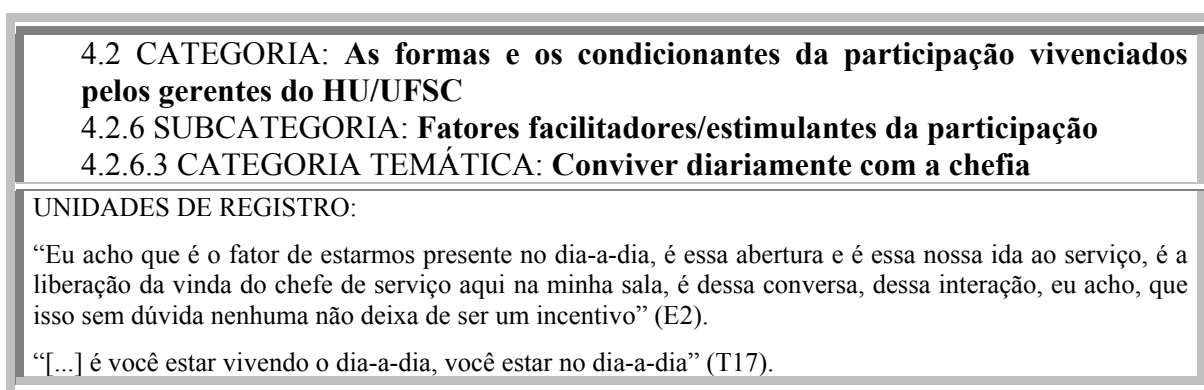 4.2 CATEGORIA: As formas e os condicionantes da participação vivenciados
pelos gerentes do HU/UFSC
4.2.6 SUBCATEGORIA: Fatores facilitadores/estimulantes da participação
4.2.6.3 CATEGORIA TEMÁTICA: Conviver diariamente com a chefia
UNIDADES DE REGISTRO:
“Eu acho que é o fator de estarmos presente no dia-a-dia, é essa abertura e é essa nossa ida ao serviço, é a
liberação da vinda do chefe de serviço aqui na minha sala, é dessa conversa, dessa interação, eu acho, que
isso sem dúvida nenhuma não deixa de ser um incentivo” (E2).
“[...] é você estar vivendo o dia-a-dia, você estar no dia-a-dia” (T17).